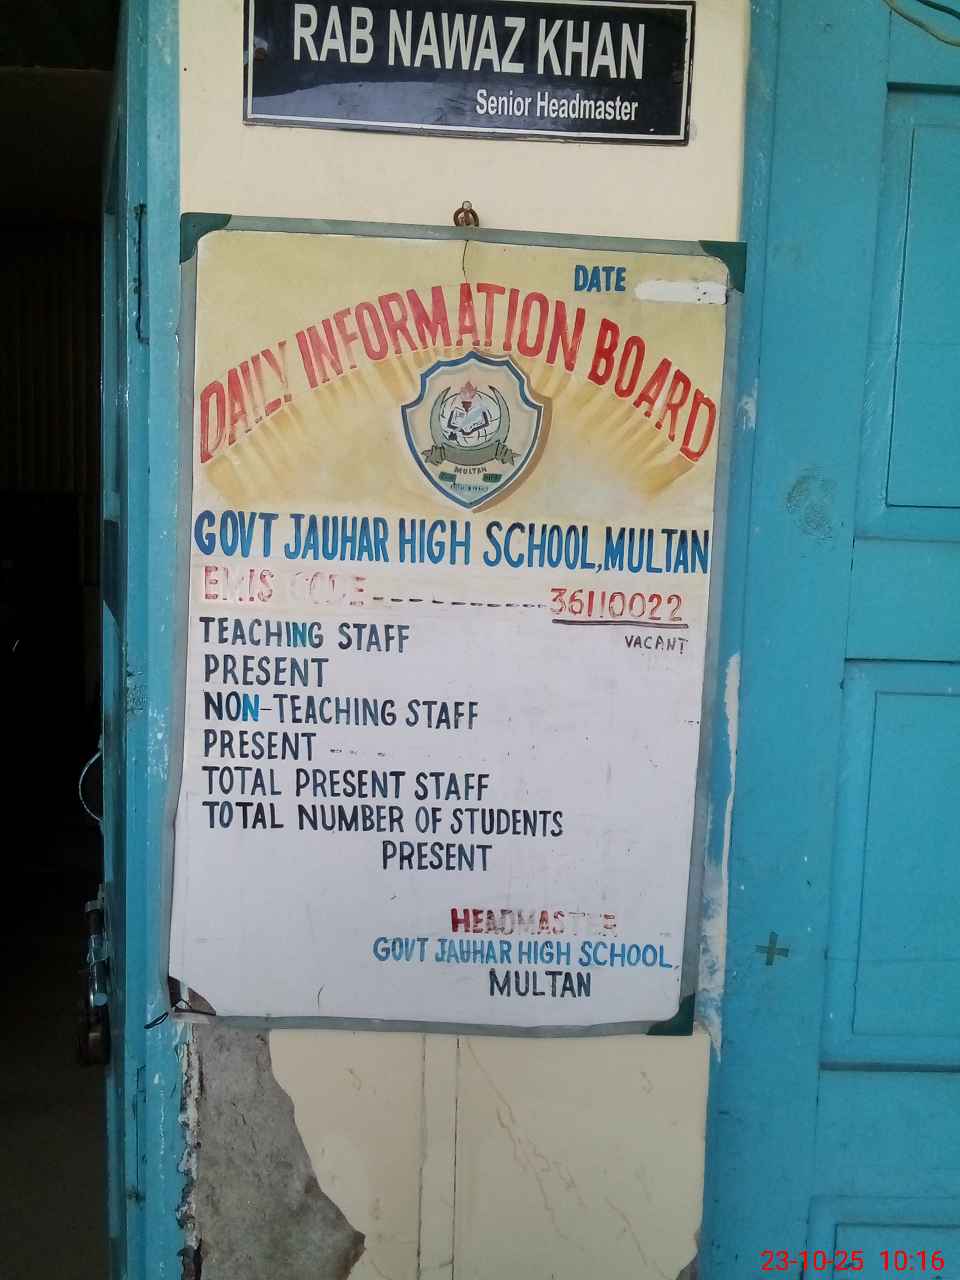 RAB NAWAZ KHAN
Senior Headmaster
DATE
DAILY INFORMATION BOARD
MULTAN
GOVT JAUHAR HIGH SCHOOL, MULTAN
EMIS CODE 36110022
TEACHING STAFF VACANT
PRESENT
NON-TEACHING STAFF
PRESENT
TOTAL PRESENT STAFF
TOTAL NUMBER OF STUDENTS
PRESENT
HEADMASTER
GOVT JAUHAR HIGH SCHOOL,
MULTAN
23-10-25 10:16